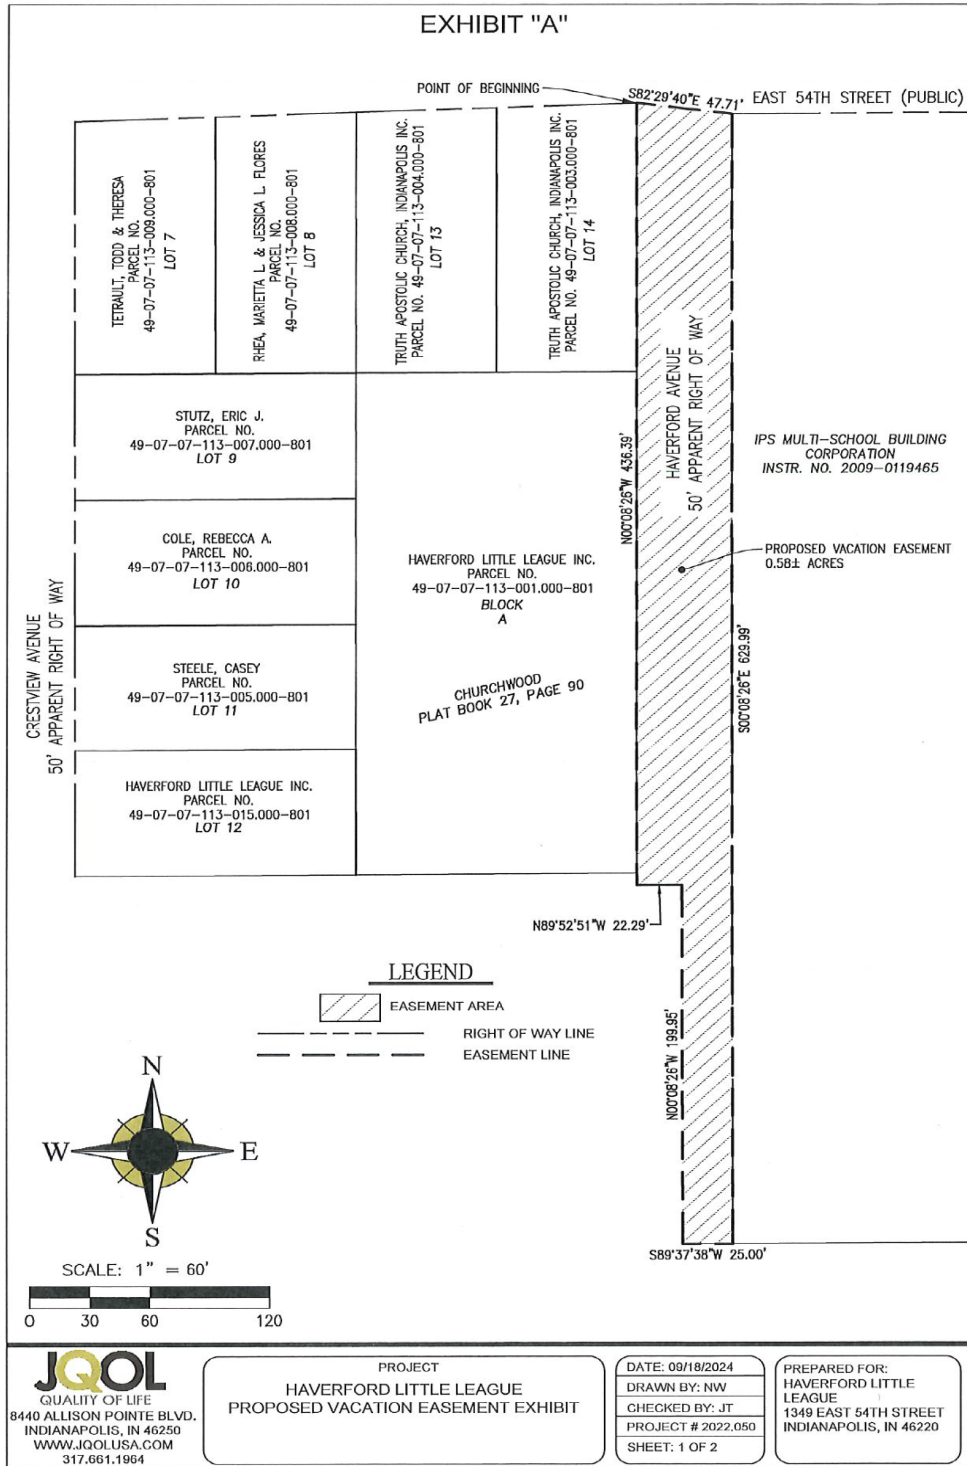 EXHIBIT "A"
POINT OF BEGINNING
S82°29'40"E 47.71'
EAST 54TH STREET (PUBLIC)
TETRAULT, TODD & THERESA
PARCEL NO.
49-07-07-113-009.000-801
LOT 7
RHEA, MARIETTA L & JESSICA L FLORES
PARCEL NO.
49-07-07-113-008.000-801
LOT 8
TRUTH APOSTOLIC CHURCH, INDIANAPOLIS INC.
PARCEL NO. 49-07-07-113-004.000-801
LOT 13
TRUTH APOSTOLIC CHURCH, INDIANAPOLIS INC.
PARCEL NO. 49-07-07-113-003.000-801
LOT 14
HAVERFORD AVENUE
50' APPARENT RIGHT OF WAY
STUTZ, ERIC J.
PARCEL NO.
49-07-07-113-007.000-801
LOT 9
N00°08'26"W 436.39'
IPS MULTI-SCHOOL BUILDING
CORPORATION
INSTR. NO. 2009-0119465
COLE, REBECCA A.
PARCEL NO.
49-07-07-113-006.000-801
LOT 10
HAVERFORD LITTLE LEAGUE INC.
PARCEL NO.
49-07-07-113-001.000-801
BLOCK
A
PROPOSED VACATION EASEMENT
0.58± ACRES
CRESTVIEW AVENUE
50' APPARENT RIGHT OF WAY
STEELE, CASEY
PARCEL NO.
49-07-07-113-005.000-801
LOT 11
CHURCHWOOD
PLAT BOOK 27, PAGE 90
S00°08'26"E 629.99'
HAVERFORD LITTLE LEAGUE INC.
PARCEL NO.
49-07-07-113-015.000-801
LOT 12
N89°52'51"W 22.29'
LEGEND
EASEMENT AREA
RIGHT OF WAY LINE
EASEMENT LINE
N00°08'26"W 199.95'
N
W
E
S
S89°37'38"W 25.00'
SCALE: 1" = 60'
0 30 60 120
JQOL
QUALITY OF LIFE
8440 ALLISON POINTE BLVD.
INDIANAPOLIS, IN 46250
WWW.JQOLUSA.COM
317.661.1964
PROJECT
HAVERFORD LITTLE LEAGUE
PROPOSED VACATION EASEMENT EXHIBIT
DATE: 09/18/2024
DRAWN BY: NW
CHECKED BY: JT
PROJECT # 2022.050
SHEET: 1 OF 2
PREPARED FOR:
HAVERFORD LITTLE
LEAGUE
1349 EAST 54TH STREET
INDIANAPOLIS, IN 46220